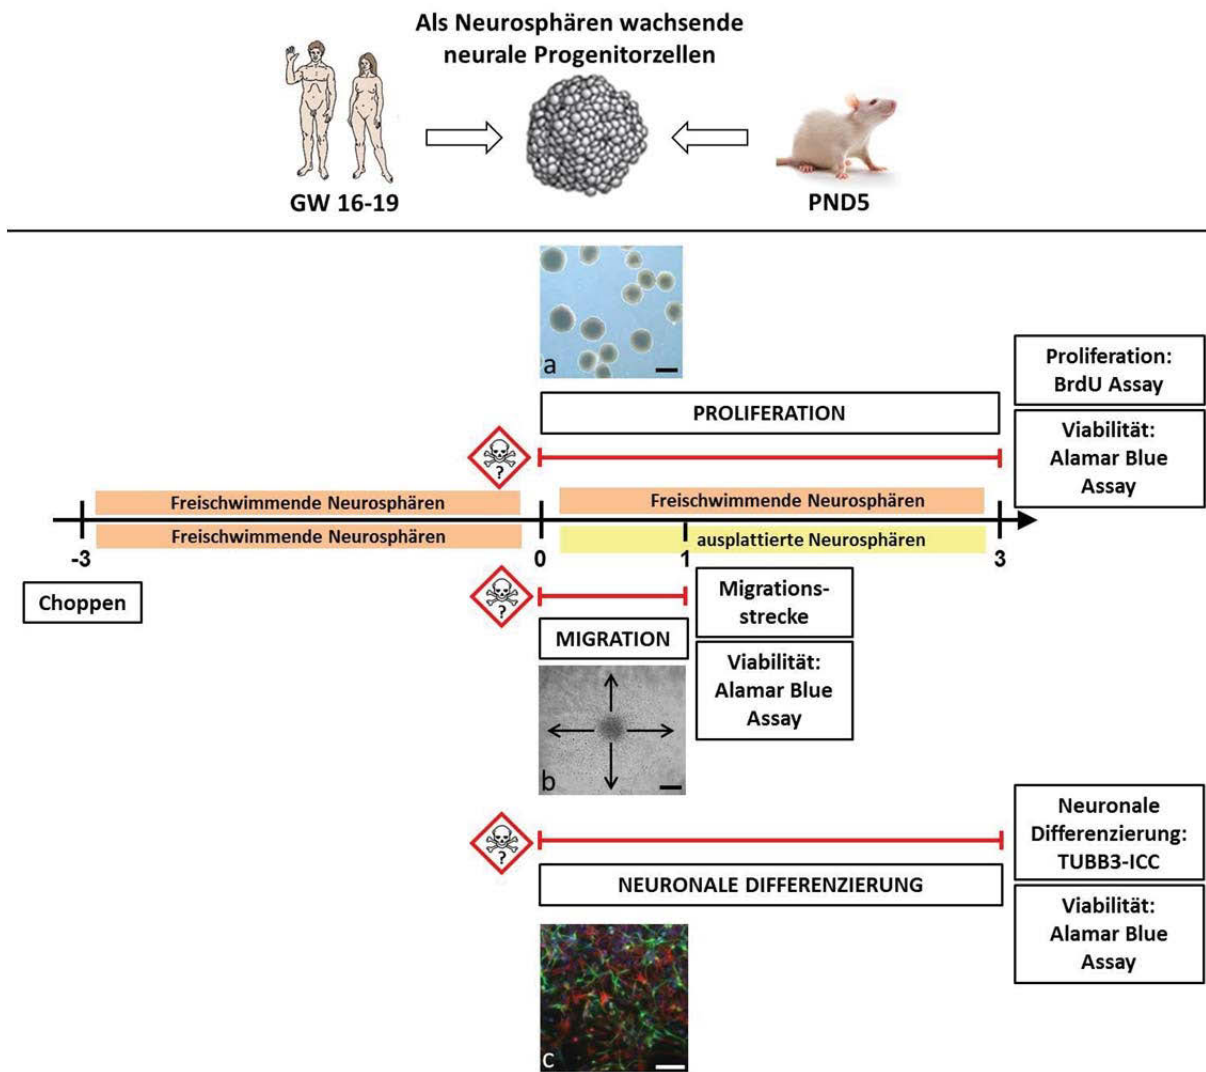 Als Neurosphären wachsende
neurale Progenitorzellen
GW 16-19
PND5
a
PROLIFERATION
Proliferation:
BrdU Assay
Viabilität:
Alamar Blue
Assay
?
Freischwimmende Neurosphären
Freischwimmende Neurosphären
Freischwimmende Neurosphären
ausplattierte Neurosphären
-3
0
1
3
Choppen
?
MIGRATION
Migrations-
strecke
Viabilität:
Alamar Blue
Assay
b
?
NEURONALE DIFFERENZIERUNG
Neuronale
Differenzierung:
TUBB3-ICC
Viabilität:
Alamar Blue
Assay
c